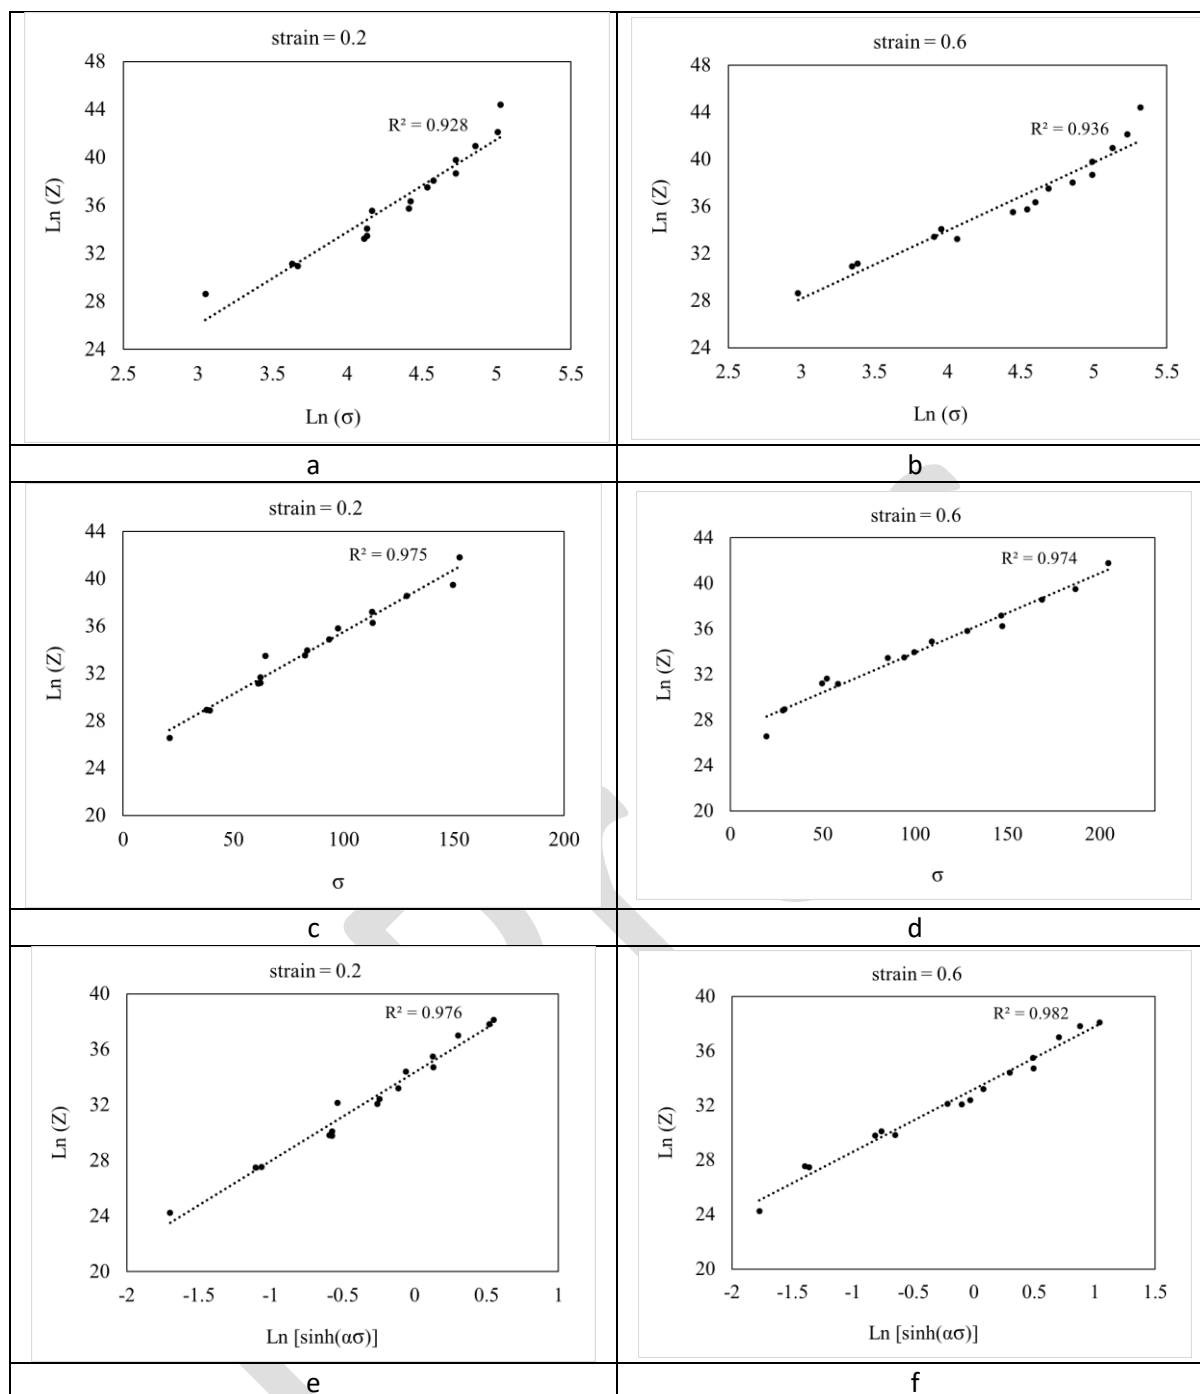 strain = 0.2
48
44
40
36
32
28
24
R² = 0.928
Ln (Z)
2.5 3 3.5 4 4.5 5 5.5
Ln (σ)
a
strain = 0.6
48
44
40
36
32
28
24
R² = 0.936
Ln (Z)
2.5 3 3.5 4 4.5 5 5.5
Ln (σ)
b
strain = 0.2
44
40
36
32
28
24
20
R² = 0.975
Ln (Z)
0 50 100 150 200
σ
c
strain = 0.6
44
40
36
32
28
24
20
R² = 0.974
Ln (Z)
0 50 100 150 200
σ
d
strain = 0.2
40
36
32
28
24
20
R² = 0.976
Ln (Z)
-2 -1.5 -1 -0.5 0 0.5 1
Ln [sinh(ασ)]
e
strain = 0.6
40
36
32
28
24
20
R² = 0.982
Ln (Z)
-2 -1.5 -1 -0.5 0 0.5 1 1.5
Ln [sinh(ασ)]
f